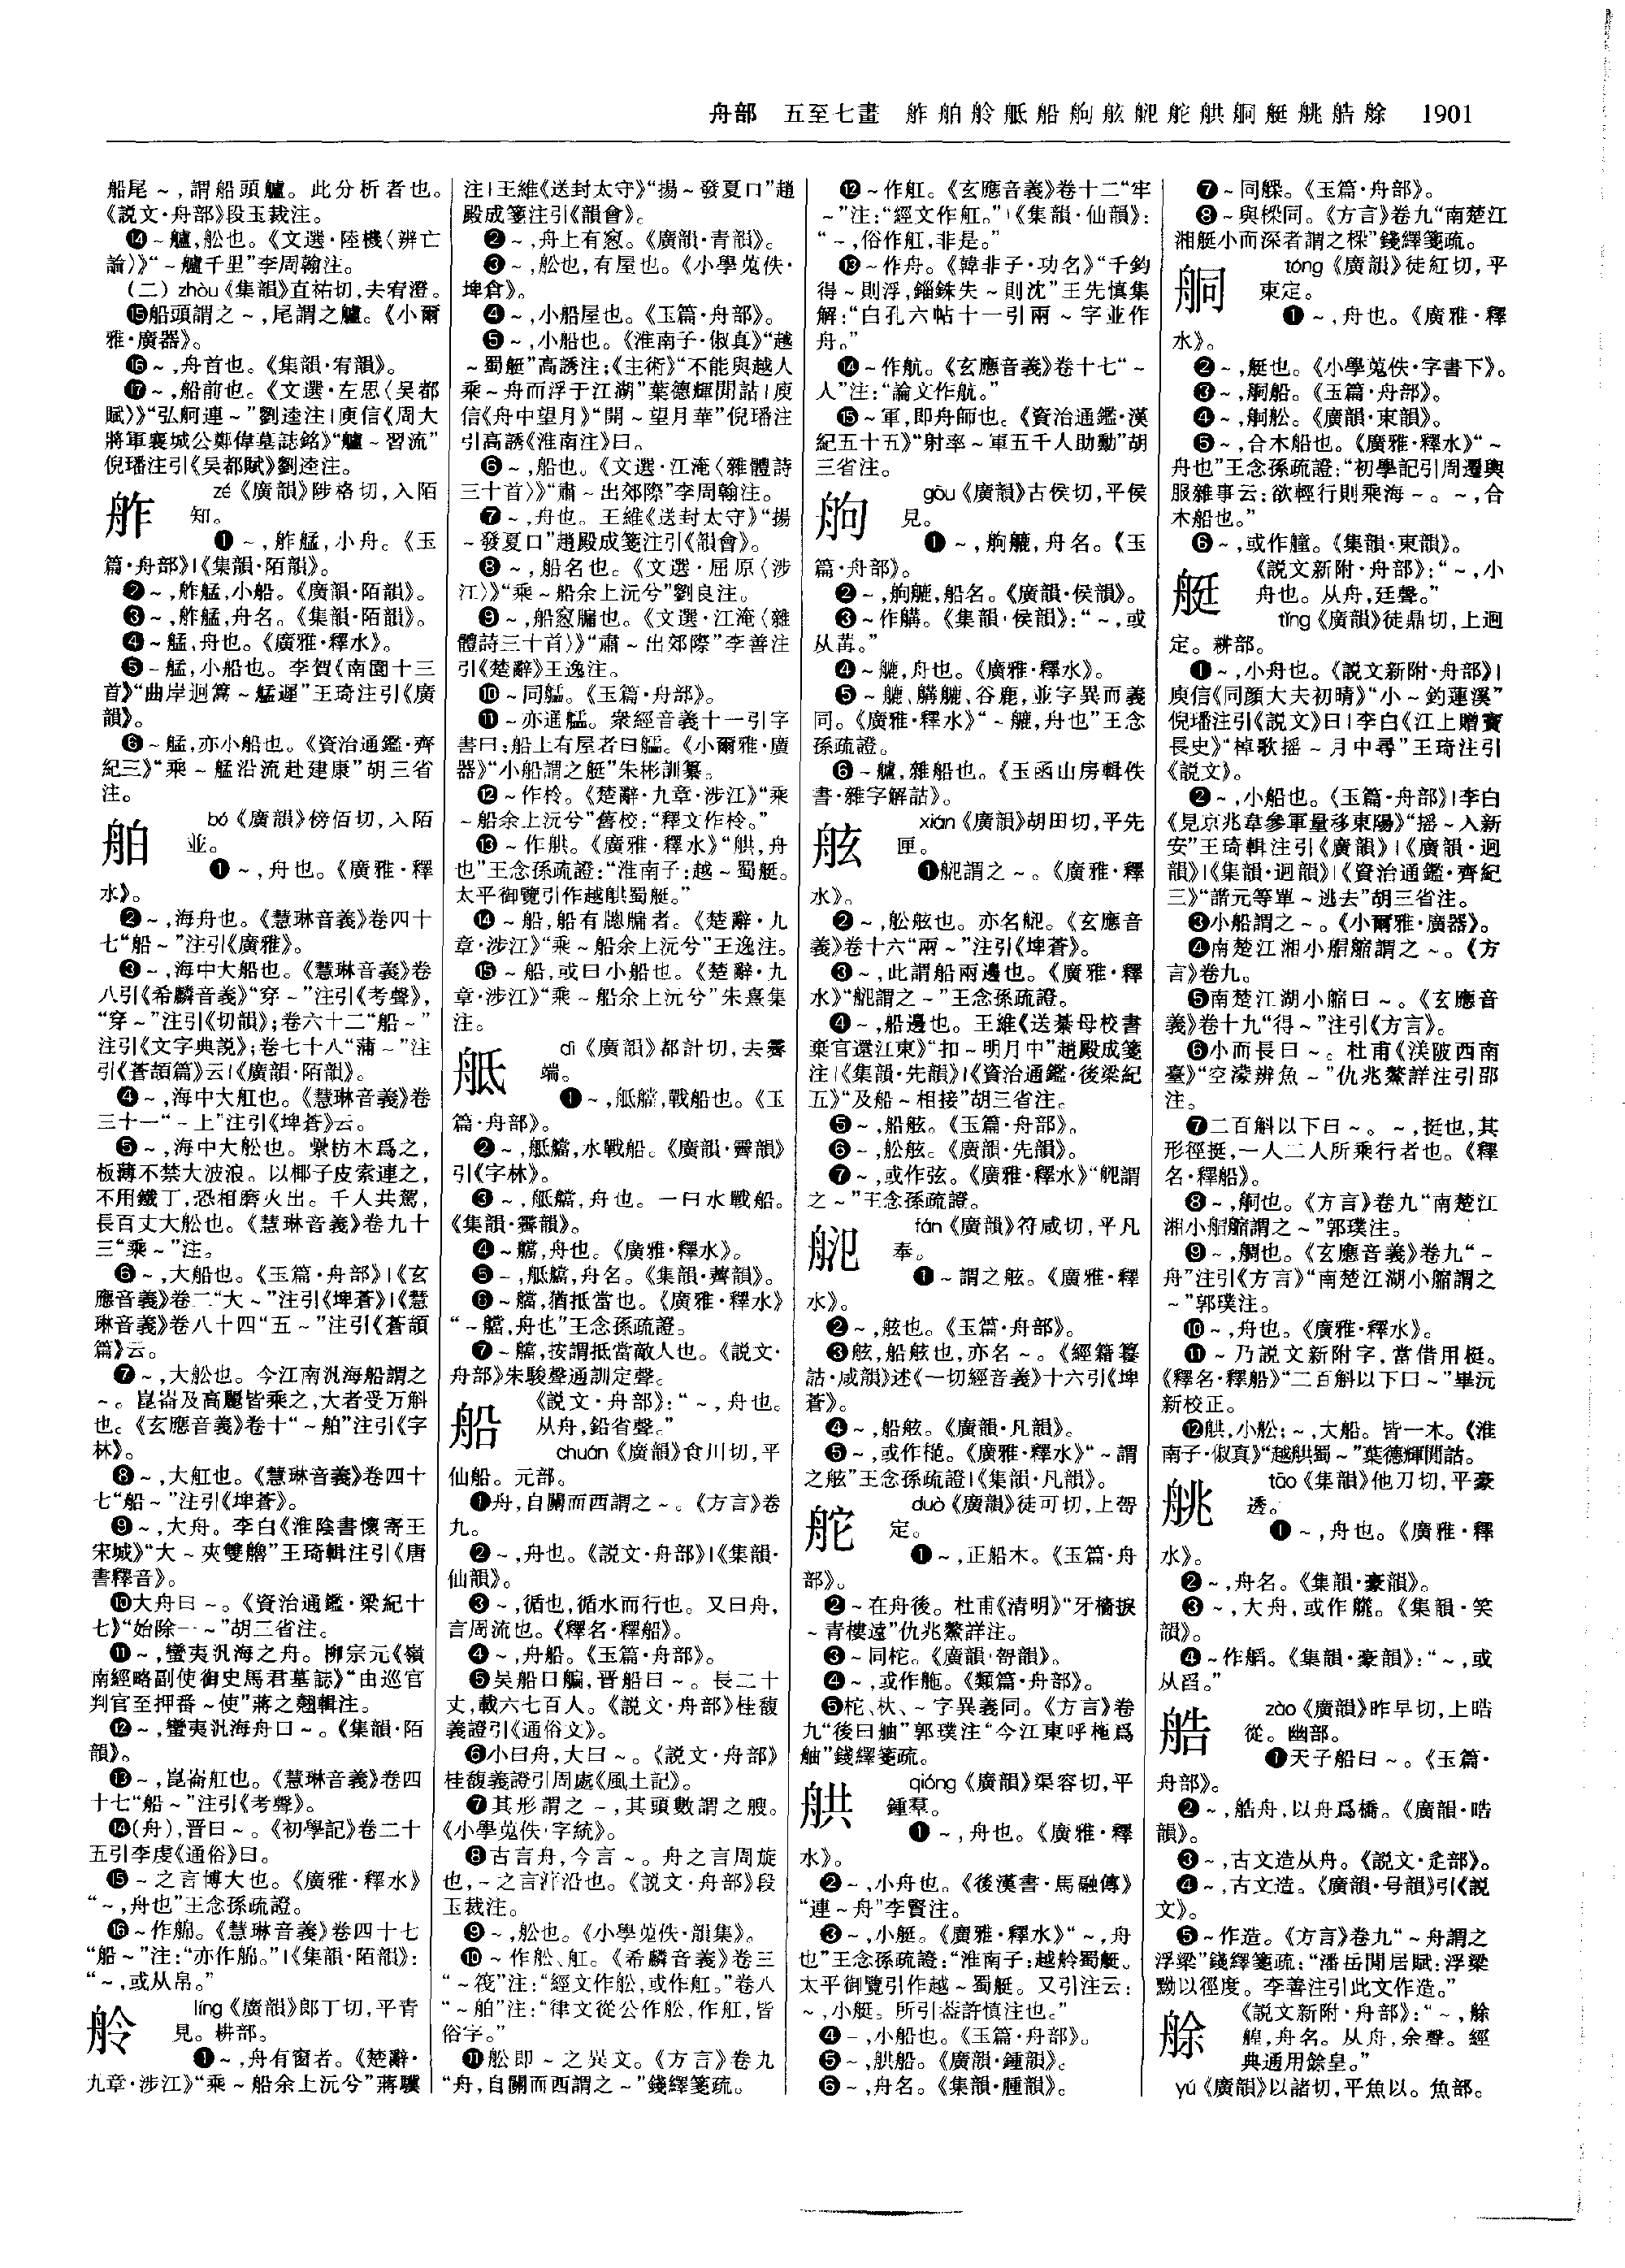 舟部　五至七畫　舴舶舲䑯船䑦舷舤舵舼䑸艇䑬艁艅　1901
船尾～,謂船頭艫。此分析者也。
《説文·舟部》段玉裁注。
⓮～艫,舩也。《文選·陸機〈辨亡
論〉》“～艫千里”李周翰注。
（二）zhòu《集韻》直祐切,去宥澄。
⓯船頭謂之～,尾謂之艫。《小爾
雅·廣器》。
⓰～,舟首也。《集韻·宥韻》。
⓱～,船前也。《文選·左思〈吴都
賦〉》“弘舸連～”劉逵注|庾信《周大
將軍襄城公鄭偉墓誌銘》“艫～習流”
倪璠注引《吴都賦》劉逵注。
舴　zé《廣韻》陟格切,入陌
知。
❶～,舴艋,小舟。《玉
篇·舟部》|《集韻·陌韻》。
❷～,舴艋,小船。《廣韻·陌韻》。
❸～,舴艋,舟名。《集韻·陌韻》。
❹～艋,舟也。《廣雅·釋水》。
❺～艋,小船也。李賀《南園十三
首》“曲岸迴篙～艋遲”王琦注引《廣
韻》。
❻～艋,亦小船也。《資治通鑑·齊
紀三》“乘～艋沿流赴建康”胡三省
注。
舶　bó《廣韻》傍佰切,入陌
並。
❶～,舟也。《廣雅·釋
水》。
❷～,海舟也。《慧琳音義》卷四十
七“船～”注引《廣雅》。
❸～,海中大船也。《慧琳音義》卷
八引《希麟音義》“穿～”注引《考聲》,
“穿～”注引《切韻》;卷六十二“船～”
注引《文字典説》;卷七十八“蒲～”注
引《蒼頡篇》云|《廣韻·陌韻》。
❹～,海中大舡也。《慧琳音義》卷
三十一“～上”注引《埤蒼》云。
❺～,海中大舩也。絫枋木爲之,
板薄不禁大波浪。以椰子皮索連之,
不用鐵丁,恐相磨火出。千人共駕,
長百丈大舩也。《慧琳音義》卷九十
三“乘～”注。
❻～,大船也。《玉篇·舟部》|《玄
應音義》卷二“大～”注引《埤蒼》|《慧
琳音義》卷八十四“五～”注引《蒼頡
篇》云。
❼～,大舩也。今江南汎海船謂之
～。崑崙及高麗皆乘之,大者受万斛
也。《玄應音義》卷十“～舶”注引《字
林》。
❽～,大舡也。《慧琳音義》卷四十
七“船～”注引《埤蒼》。
❾～,大舟。李白《淮陰書懷寄王
宋城》“大～夾雙艣”王琦輯注引《唐
書釋音》。
❿大舟曰～。《資治通鑑·梁紀十
七》“始除一～”胡三省注。
⓫～,蠻夷汎海之舟。柳宗元《嶺
南經略副使御史馬君墓誌》“由巡官
判官至押番～使”蔣之翹輯注。
⓬～,蠻夷汎海舟曰～。《集韻·陌
韻》。
⓭～,崑崙舡也。《慧琳音義》卷四
十七“船～”注引《考聲》。
⓮(舟),晋曰～。《初學記》卷二十
五引李虔《通俗》曰。
⓯～之言博大也。《廣雅·釋水》
“～,舟也”王念孫疏證。
⓰～作艊。《慧琳音義》卷四十七
“船～”注:“亦作艊。”|《集韻·陌韻》:
“～,或从帛。”
舲　líng《廣韻》郎丁切,平青
見。耕部。
❶～,舟有窗者。《楚辭·
九章·涉江》“乘～船余上沅兮”蔣驥
注|王維《送封太守》“揚～發夏口”趙
殿成箋注引《韻會》。
❷～,舟上有窓。《廣韻·青韻》。
❸～,舩也,有屋也。《小學蒐佚·
埤倉》。
❹～,小船屋也。《玉篇·舟部》。
❺～,小船也。《淮南子·俶真》“越
～蜀艇”高誘注;《主術》“不能與越人
乘～舟而浮于江湖”葉德輝閒詁|庾
信《舟中望月》“開～望月華”倪璠注
引高誘《淮南注》曰。
❻～,船也。《文選·江淹〈雜體詩
三十首〉》“肅～出郊際”李周翰注。
❼～,舟也。王維《送封太守》“揚
～發夏口”趙殿成箋注引《韻會》。
❽～,船名也。《文選·屈原〈涉
江〉》“乘～船余上沅兮”劉良注。
❾～,船窓牖也。《文選·江淹〈雜
體詩三十首〉》“肅～出郊際”李善注
引《楚辭》王逸注。
❿～同艋。《玉篇·舟部》。
⓫～亦通艋。衆經音義十一引字
書曰:船上有屋者曰艋。《小爾雅·廣
器》“小船謂之艇”朱彬訓纂。
⓬～作柃。《楚辭·九章·涉江》“乘
～船余上沅兮”舊校:“釋文作柃。”
⓭～作舼。《廣雅·釋水》“舼,舟
也”王念孫疏證:“淮南子:越～蜀艇。
太平御覽引作越舼蜀艇。”
⓮～船,船有牕牖者。《楚辭·九
章·涉江》“乘～船余上沅兮”王逸注。
⓯～船,或曰小船也。《楚辭·九
章·涉江》“乘～船余上沅兮”朱熹集
注。
䑯　dì《廣韻》都計切,去霽
端。
❶～,䑯艡,戰船也。《玉
篇·舟部》。
❷～,䑯艡,水戰船。《廣韻·霽韻》
引《字林》。
❸～,䑯艡,舟也。一曰水戰船。
《集韻·霽韻》。
❹～艡,舟也。《廣雅·釋水》。
❺～,䑯艡,舟名。《集韻·薺韻》。
❻～艡,猶抵當也。《廣雅·釋水》
“～艡,舟也”王念孫疏證。
❼～艡,按謂抵當敵人也。《説文·
舟部》朱駿聲通訓定聲。
船　《説文·舟部》:“～,舟也。
从舟,鉛省聲。”
chuán《廣韻》食川切,平
仙船。元部。
❶舟,自關而西謂之～。《方言》卷
九。
❷～,舟也。《説文·舟部》|《集韻·
仙韻》。
❸～,循也,循水而行也。又曰舟,
言周流也。《釋名·釋船》。
❹～,舟船。《玉篇·舟部》。
❺吴船曰艑,晋船曰～。長二十
丈,載六七百人。《説文·舟部》桂馥
義證引《通俗文》。
❻小曰舟,大曰～。《説文·舟部》
桂馥義證引周處《風土記》。
❼其形謂之～,其頭數謂之艘。
《小學蒐佚·字統》。
❽古言舟,今言～。舟之言周旋
也,～之言沿也。《説文·舟部》段
玉裁注。
❾～,舩也。《小學蒐佚·韻集》。
❿～作舩、舡。《希麟音義》卷三
“～筏”注:“經文作舩,或作舡。”卷八
“～舶”注:“律文從公作舩,作舡,皆
俗字。”
⓫舩即～之異文。《方言》卷九
“舟,自關而西謂之～”錢繹箋疏。
⓬～作舡。《玄應音義》卷十二“牢
～”注:“經文作舡。”|《集韻·仙韻》:
“～,俗作舡,非是。”
⓭～作舟。《韓非子·功名》“千鈞
得～則浮,錙銖失～則沈”王先慎集
解:“白孔六帖十一引兩～字並作
舟。”
⓮～作航。《玄應音義》卷十七“～
人”注:“論文作航。”
⓯～軍,即舟師也。《資治通鑑·漢
紀五十五》“射率～軍五千人助勳”胡
三省注。
䑦　gōu《廣韻》古侯切,平侯
見。
❶～,䑦䑹,舟名。《玉
篇·舟部》。
❷～,䑦䑹,船名。《廣韻·侯韻》。
❸～作艩。《集韻·侯韻》:“～,或
从冓。”
❹～䑹,舟也。《廣雅·釋水》。
❺～䑹、谷鹿,並字異而義
同。《廣雅·釋水》“～䑹,舟也”王念
孫疏證。
❻～艫,雜船也。《玉函山房輯佚
書·雜字解詁》。
舷　xián《廣韻》胡田切,平先
匣。
❶舤謂之～。《廣雅·釋
水》。
❷～,舩舷也。亦名舤。《玄應音
義》卷十六“兩～”注引《埤蒼》。
❸～,此謂船兩邊也。《廣雅·釋
水》“舤謂之～”王念孫疏證。
❹～,船邊也。王維《送綦母校書
棄官還江東》“扣～明月中”趙殿成箋
注|《集韻·先韻》|《資治通鑑·後梁紀
五》“及船～相接”胡三省注。
❺～,船舷。《玉篇·舟部》。
❻～,舩舷。《廣韻·先韻》。
❼～,或作弦。《廣雅·釋水》“舤謂
之～”王念孫疏證。
舤　fán《廣韻》符咸切,平凡
奉。
❶～謂之舷。《廣雅·釋
水》。
❷～,舷也。《玉篇·舟部》。
❸舷,船舷也,亦名～。《經籍籑
詁·咸韻》述《一切經音義》十六引《埤
蒼》。
❹～,船舷。《廣韻·凡韻》。
❺～,或作㮯。《廣雅·釋水》“～謂
之舷”王念孫疏證|《集韻·凡韻》。
舵　duò《廣韻》徒可切,上哿
定。
❶～,正船木。《玉篇·舟
部》。
❷～在舟後。杜甫《清明》“牙檣捩
～青樓遠”仇兆鰲詳注。
❸～同柁。《廣韻·哿韻》。
❹～,或作舥。《類篇·舟部》。
❺柁、杕、～字異義同。《方言》卷
九“後曰舳”郭璞注“今江東呼柂爲
舳”錢繹箋疏。
舼　qióng《廣韻》渠容切,平
鍾羣。
❶～,舟也。《廣雅·釋
水》。
❷～,小舟也。《後漢書·馬融傳》
“連～舟”李賢注。
❸～,小艇。《廣雅·釋水》“～,舟
也”王念孫疏證:“淮南子:越舲蜀艇。
太平御覽引作越～蜀艇。又引注云:
～,小艇。所引葢許慎注也。”
❹～,小船也。《玉篇·舟部》。
❺～,舼船。《廣韻·鍾韻》。
❻～,舟名。《集韻·腫韻》。
❼～同艀。《玉篇·舟部》。
❽～與樑同。《方言》卷九“南楚江
湘艇小而深者謂之樑”錢繹箋疏。
䑸　tóng《廣韻》徒紅切,平
東定。
❶～,舟也。《廣雅·釋
水》。
❷～,艇也。《小學蒐佚·字書下》。
❸～,䑸船。《玉篇·舟部》。
❹～,䑸舩。《廣韻·東韻》。
❺～,合木船也。《廣雅·釋水》“～
舟也”王念孫疏證:“初學記引周遷輿
服雜事云:欲輕行則乘海～。～,合
木船也。”
❻～,或作艟。《集韻·東韻》。
艇　《説文新附·舟部》:“～,小
舟也。从舟,廷聲。”
tǐng《廣韻》徒鼎切,上迥
定。耕部。
❶～,小舟也。《説文新附·舟部》|
庾信《同顏大夫初晴》“小～釣蓮溪”
倪璠注引《説文》曰|李白《江上贈竇
長史》“棹歌摇～月中尋”王琦注引
《説文》。
❷～,小船也。《玉篇·舟部》|李白
《見京兆韋參軍量移東陽》“摇～入新
安”王琦輯注引《廣韻》|《廣韻·迥
韻》|《集韻·迥韻》|《資治通鑑·齊紀
三》“諧元等單～逃去”胡三省注。
❸小船謂之～。《小爾雅·廣器》。
❹南楚江湘小艒䑿謂之～。《方
言》卷九。
❺南楚江湖小䑿曰～。《玄應音
義》卷十九“得～”注引《方言》。
❻小而長曰～。杜甫《渼陂西南
臺》“空濛辨魚～”仇兆鰲詳注引邵
注。
❼二百斛以下曰～。～,挺也,其
形徑挺,一人二人所乘行者也。《釋
名·釋船》。
❽～,䑸也。《方言》卷九“南楚江
湘小艒䑿謂之～”郭璞注。
❾～,艒也。《玄應音義》卷九“～
舟”注引《方言》“南楚江湖小䑿謂之
～”郭璞注。
❿～,舟也。《廣雅·釋水》。
⓫～乃説文新附字,當借用梃。
《釋名·釋船》“二百斛以下曰～”畢沅
新校正。
⓬舼,小舩;～,大船。皆一木。《淮
南子·俶真》“越舼蜀～”葉德輝閒詁。
䑬　tāo《集韻》他刀切,平豪
透。
❶～,舟也。《廣雅·釋
水》。
❷～,舟名。《集韻·豪韻》。
❸～,大舟,或作艞。《集韻·笑
韻》。
❹～作䑼。《集韻·豪韻》:“～,或
从舀。”
艁　zào《廣韻》昨早切,上晧
從。幽部。
❶天子船曰～。《玉篇·
舟部》。
❷～,艁舟,以舟爲橋。《廣韻·晧
韻》。
❸～,古文造从舟。《説文·辵部》。
❹～,古文造。《廣韻·号韻》引《説
文》。
❺～作造。《方言》卷九“～舟謂之
浮梁”錢繹箋疏:“潘岳閒居賦:浮梁
黝以徑度。李善注引此文作造。”
艅　《説文新附·舟部》:“～,艅
艎,舟名。从舟,余聲。經
典通用餘皇。”
yú《廣韻》以諸切,平魚以。魚部。